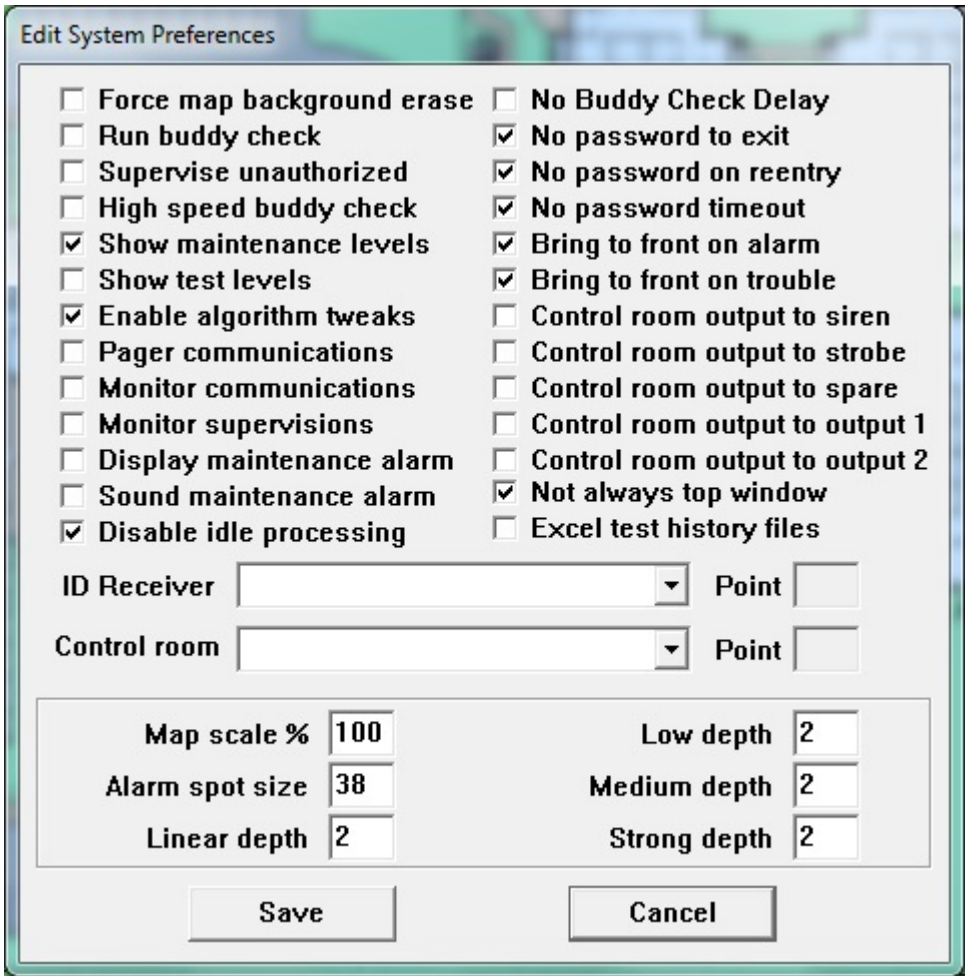 Edit System Preferences
Force map background erase
Run buddy check
Supervise unauthorized
High speed buddy check
Show maintenance levels
Show test levels
Enable algorithm tweaks
Pager communications
Monitor communications
Monitor supervisions
Display maintenance alarm
Sound maintenance alarm
Disable idle processing
No Buddy Check Delay
No password to exit
No password on reentry
No password timeout
Bring to front on alarm
Bring to front on trouble
Control room output to siren
Control room output to strobe
Control room output to spare
Control room output to output 1
Control room output to output 2
Not always top window
Excel test history files
ID Receiver Point
Control room Point
Map scale % 100
Alarm spot size 38
Linear depth 2
Low depth 2
Medium depth 2
Strong depth 2
Save Cancel